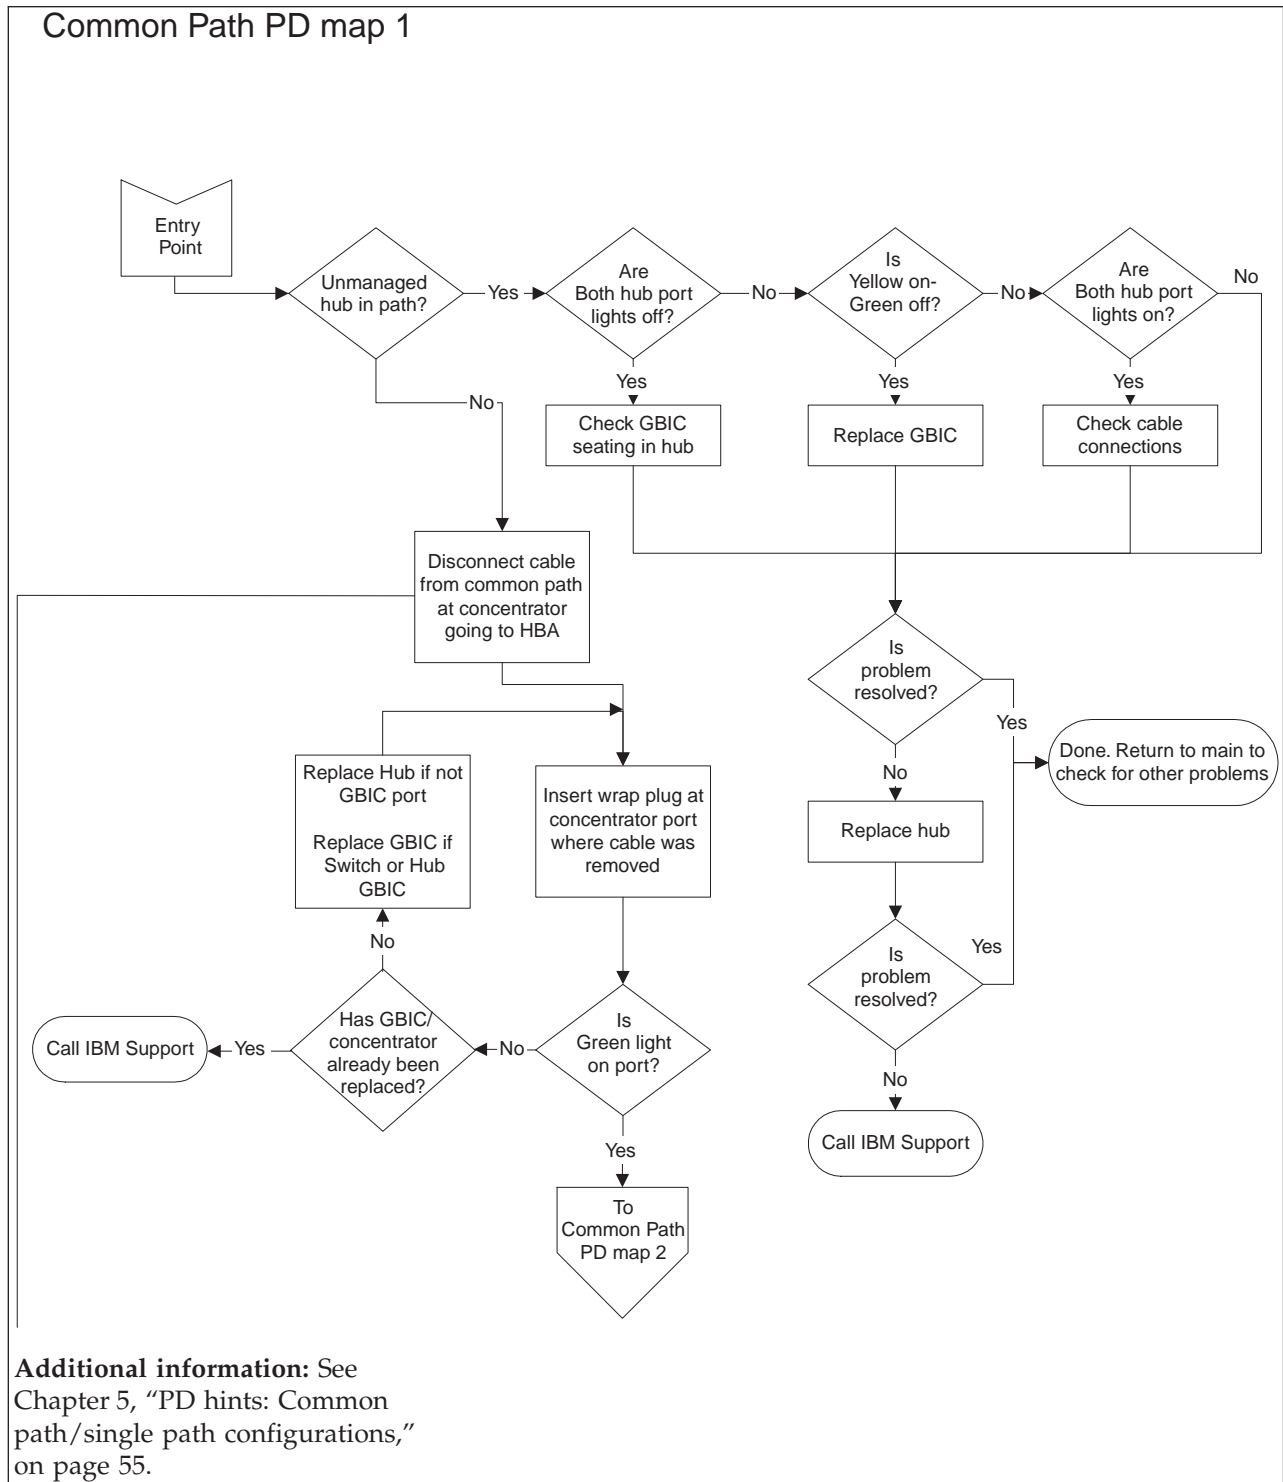 Common Path PD map 1
Entry
Point
Unmanaged
hub in path?
Yes
Are
Both hub port
lights off?
No
Is
Yellow on-
Green off?
No
Are
Both hub port
lights on?
No
No
Yes
Yes
Yes
Check GBIC
seating in hub
Replace GBIC
Check cable
connections
Disconnect cable
from common path
at concentrator
going to HBA
Is
problem
resolved?
Yes
Done. Return to main to
check for other problems
No
Replace hub
Replace Hub if not
GBIC port
Replace GBIC if
Switch or Hub
GBIC
Insert wrap plug at
concentrator port
where cable was
removed
No
Is
problem
resolved?
Yes
Call IBM Support
Yes
Has GBIC/
concentrator
already been
replaced?
No
Is
Green light
on port?
No
Call IBM Support
Yes
To
Common Path
PD map 2
Additional information: See
Chapter 5, “PD hints: Common
path/single path configurations,”
on page 55.